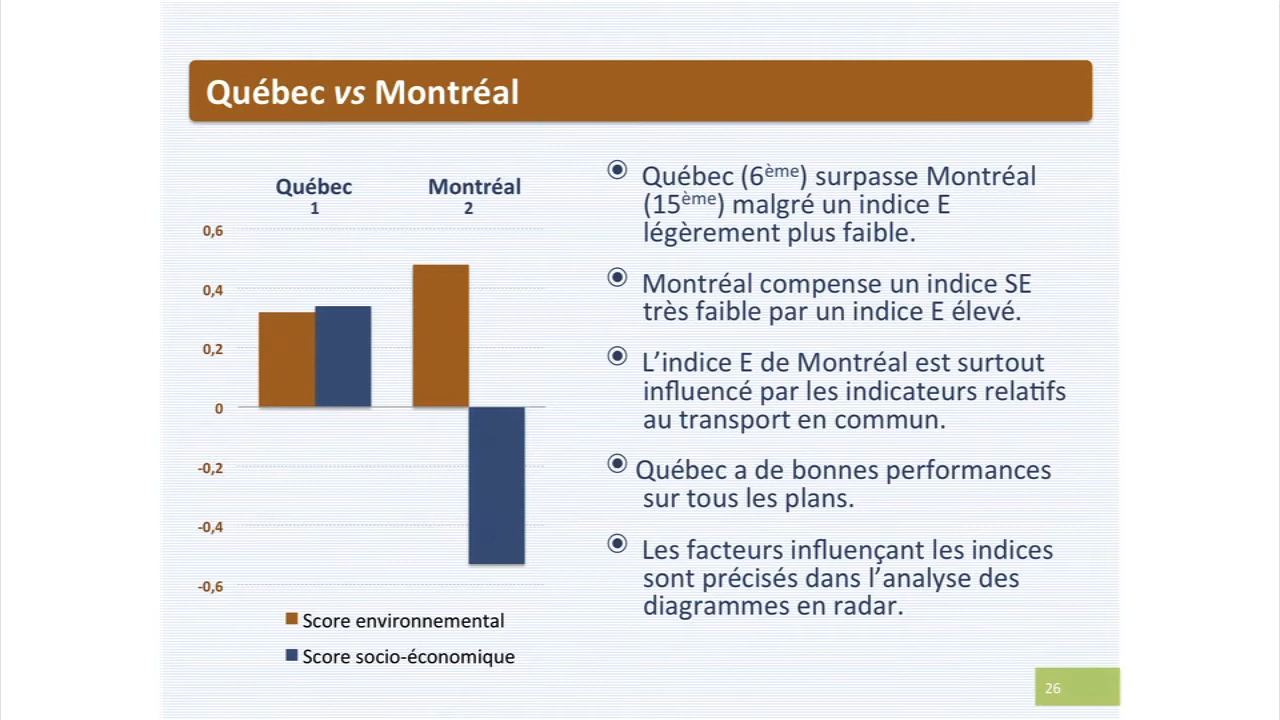 Québec vs Montréal
Québec Montréal
1 2
0,6
0,4
0,2
0
-0,2
-0,4
-0,6
Score environnemental
Score socio-économique
Québec (6ème) surpasse Montréal
(15ème) malgré un indice E
légèrement plus faible.
Montréal compense un indice SE
très faible par un indice E élevé.
L’indice E de Montréal est surtout
influencé par les indicateurs relatifs
au transport en commun.
Québec a de bonnes performances
sur tous les plans.
Les facteurs influençant les indices
sont précisés dans l’analyse des
diagrammes en radar.
26